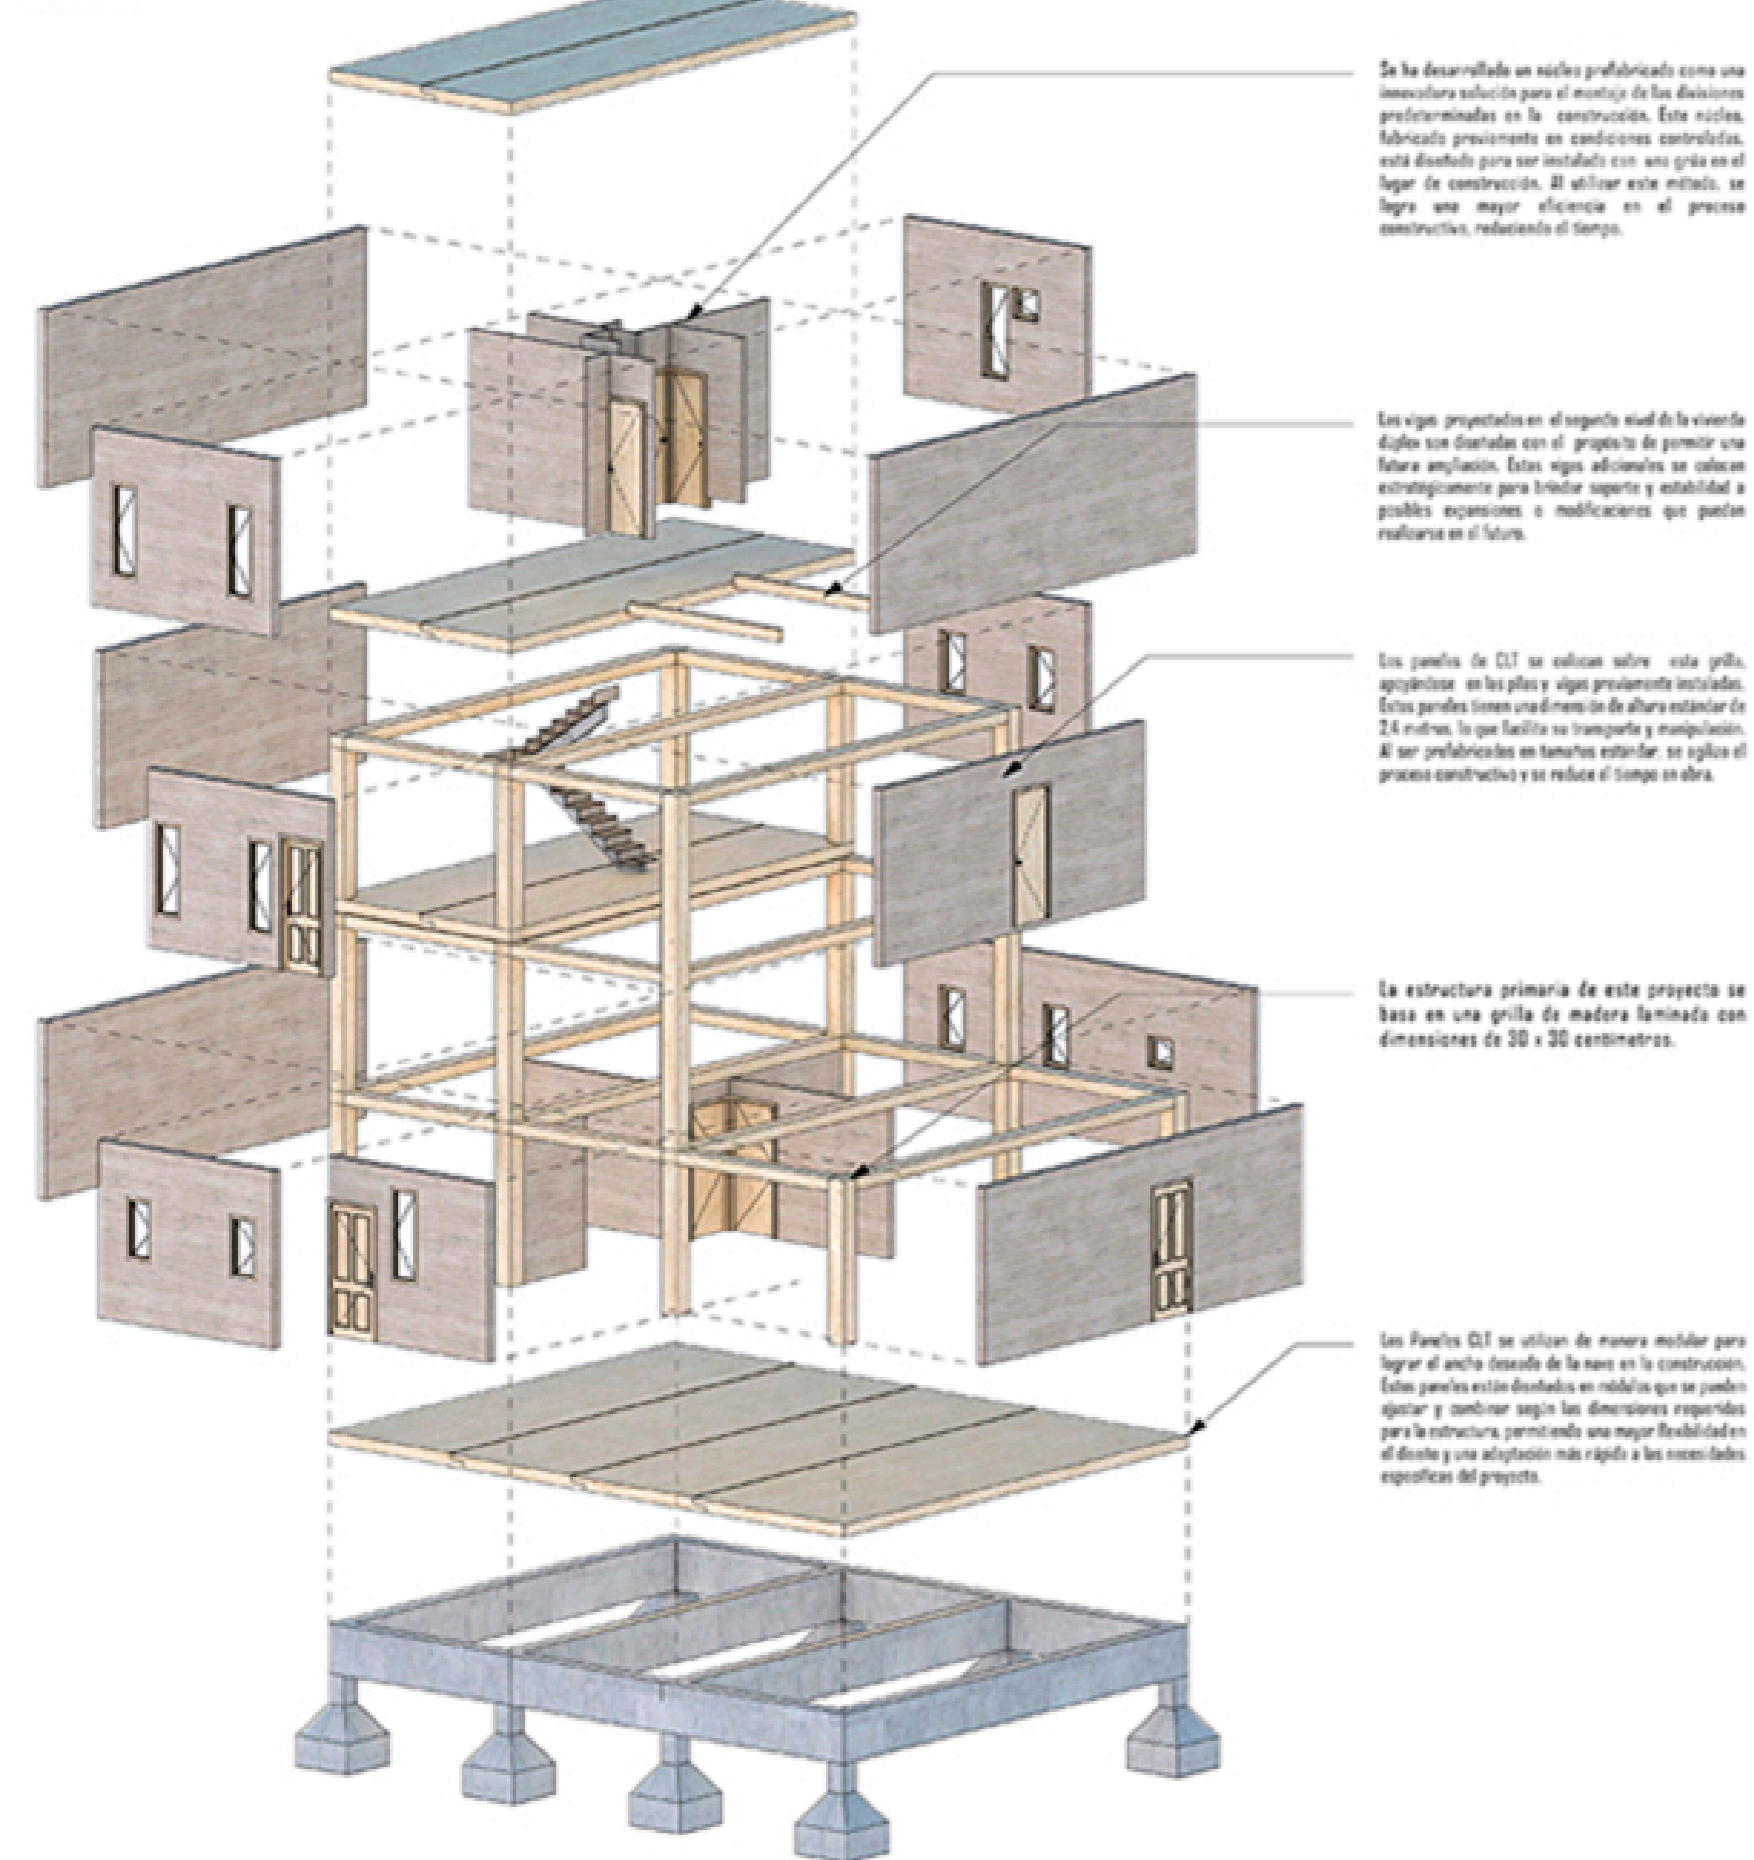 Se ha desarrollado un núcleo prefabricado como una
innovadora solución para el montaje de las divisiones
predeterminadas en la construcción. Este núcleo,
fabricado previamente en condiciones controladas,
está diseñado para ser instalado con una grúa en el
lugar de construcción. Al utilizar este método, se
logra una mayor eficiencia en el proceso
constructivo, reduciendo el tiempo.
Las vigas proyectadas en el segundo nivel de la vivienda
dúplex son diseñadas con el propósito de permitir una
futura ampliación. Estas vigas adicionales se colocan
estratégicamente para brindar soporte y estabilidad a
posibles expansiones o modificaciones que puedan
realizarse en el futuro.
Los paneles de CLT se colocan sobre esta grilla,
apoyándose en los pilas y vigas previamente instaladas.
Estos paneles tienen una dimensión de altura estándar de
2,4 metros, lo que facilita su transporte y manipulación.
Al ser prefabricados en tamaños estándar, se agiliza el
proceso constructivo y se reduce el tiempo en obra.
La estructura primaria de este proyecto se
basa en una grilla de madera laminada con
dimensiones de 30 x 30 centímetros.
Los Paneles CLT se utilizan de manera modular para
lograr el ancho deseado de la nave en la construcción.
Estos paneles están diseñados en módulos que se pueden
ajustar y combinar según las dimensiones requeridas
para la estructura, permitiendo una mayor flexibilidad en
el diseño y una adaptación más rápida a las necesidades
específicas del proyecto.